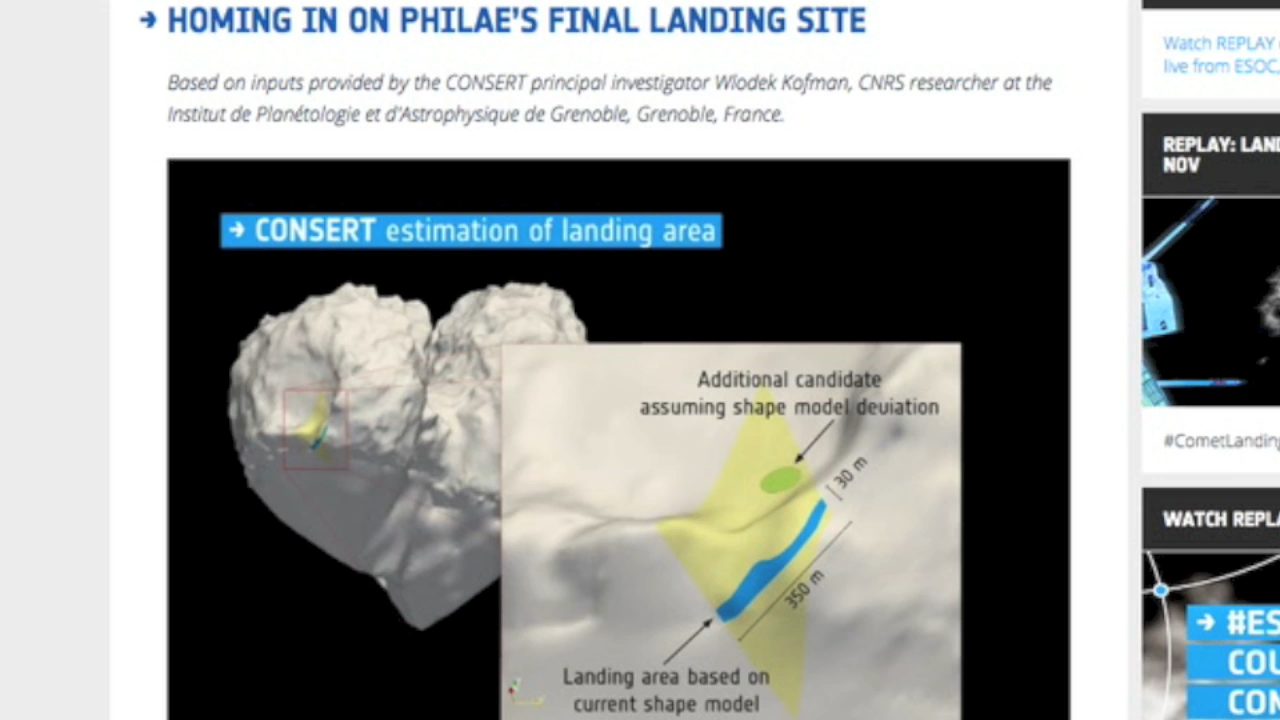 → HOMING IN ON PHILAE'S FINAL LANDING SITE
Based on inputs provided by the CONSERT principal investigator Wlodek Kofman, CNRS researcher at the
Institut de Planétologie et d'Astrophysique de Grenoble, Grenoble, France.
→ CONSERT estimation of landing area
Additional candidate
assuming shape model deviation
30 m
350 m
Landing area based on
current shape model
Watch REPLAY
live from ESOC,
REPLAY: LAND
NOV
#CometLanding
WATCH REPLA
→ #ES
COU
CON